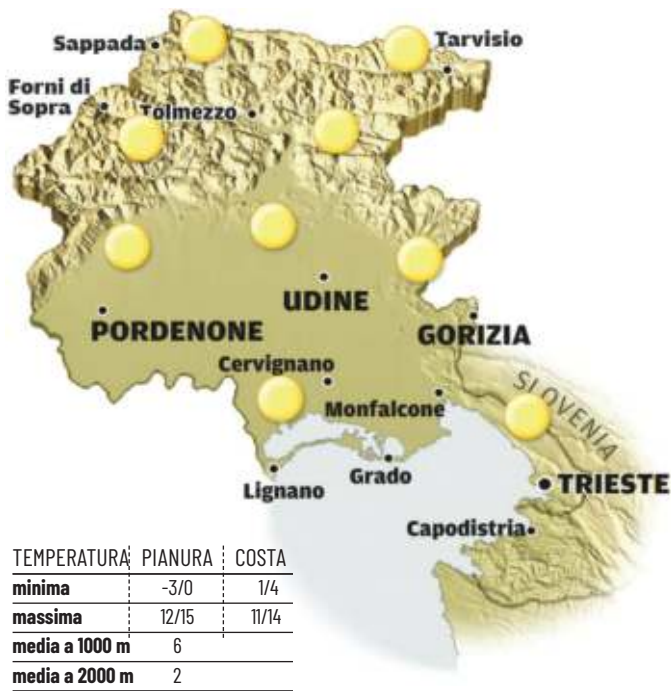 Sappada
Tarvisio
Forni di
Sopra
Tolmezzo
UDINE
PORDENONE
GORIZIA
Cervignano
SLOVENIA
Monfalcone
Grado
Lignano
TRIESTE
Capodistria
TEMPERATURA PIANURA COSTA
minima -3/0 1/4
massima 12/15 11/14
media a 1000 m 6
media a 2000 m 2